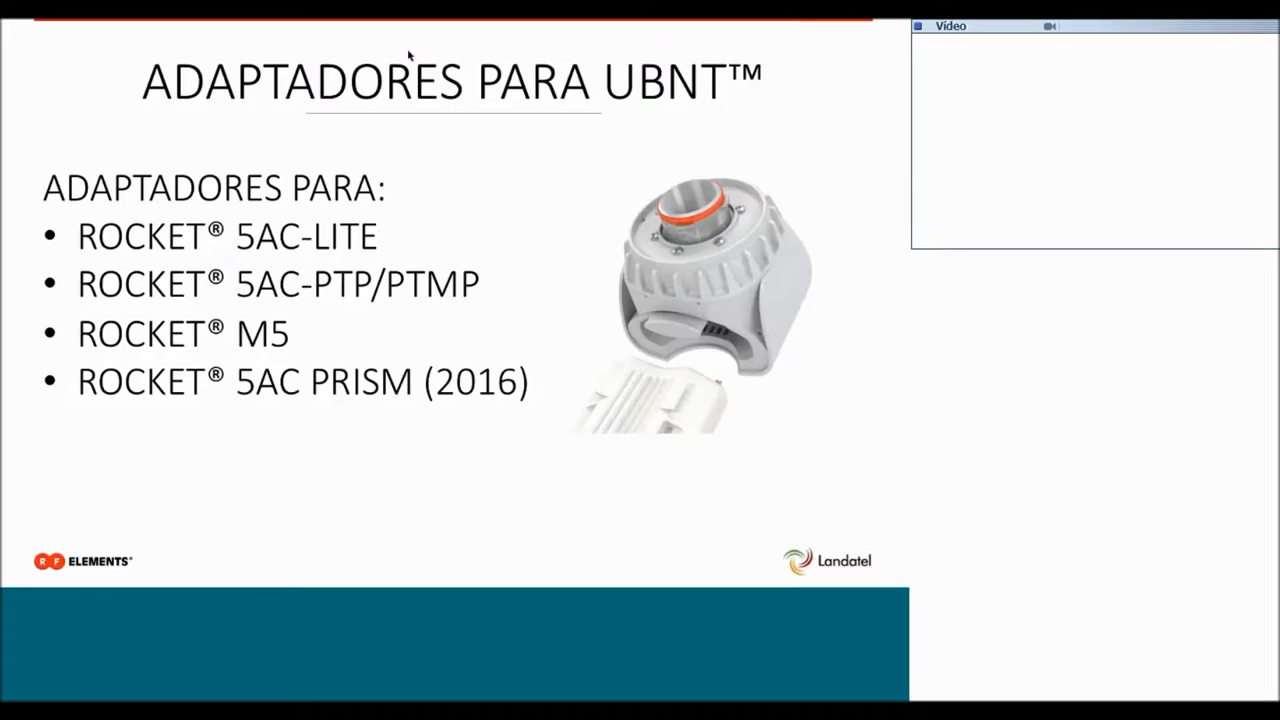 Vídeo
ADAPTADORES PARA UBNT™
ADAPTADORES PARA:
• ROCKET® 5AC-LITE
• ROCKET® 5AC-PTP/PTMP
• ROCKET® M5
• ROCKET® 5AC PRISM (2016)
RF ELEMENTS®
Landatel